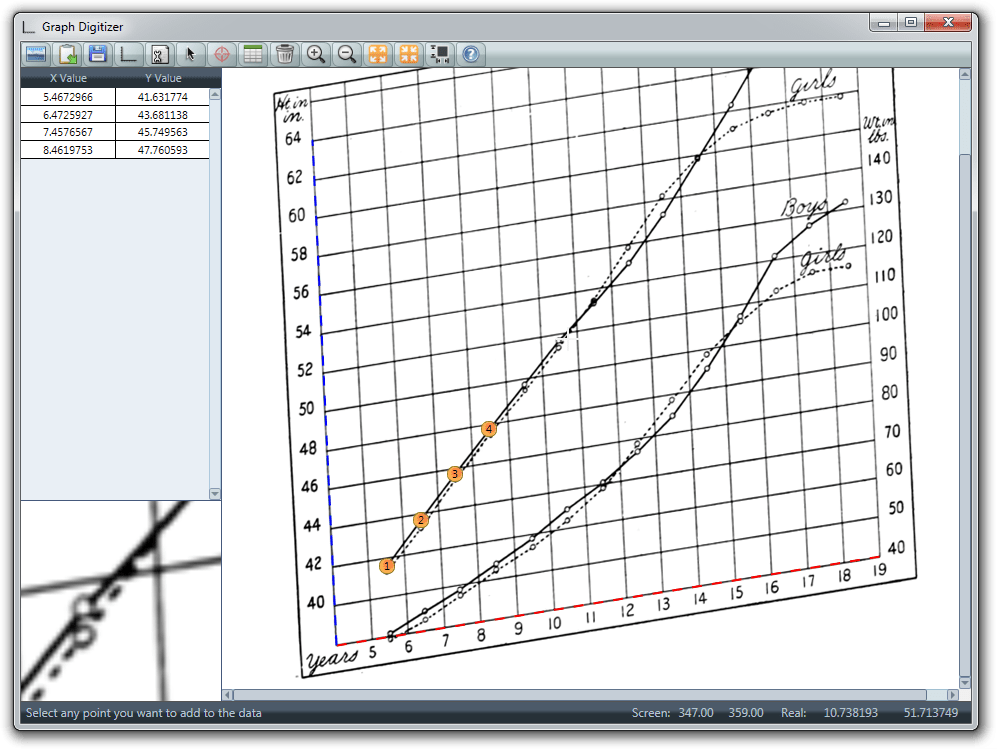 Graph Digitizer
X Value Y Value
5.4672966 41.631774
6.4725927 43.681138
7.4576567 45.749563
8.4619753 47.760593
Ht. in
in.
64
62
60
58
56
54
52
50
48
46
44
42
40
girls
Wt. in
lbs.
140
130
120
110
100
90
80
70
60
50
40
Boys
girls
1
2
3
4
Years 5 6 7 8 9 10 11 12 13 14 15 16 17 18 19
Select any point you want to add to the data Screen: 347.00 359.00 Real: 10.738193 51.713749